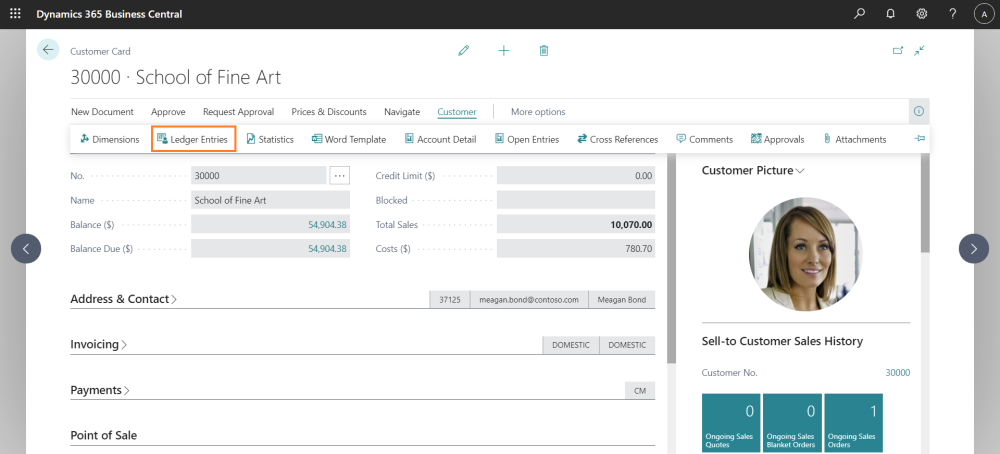 Dynamics 365 Business Central
?
A
Customer Card
30000 · School of Fine Art
New Document Approve Request Approval Prices & Discounts Navigate Customer More options
Dimensions Ledger Entries Statistics Word Template Account Detail Open Entries Cross References Comments Approvals Attachments
No. 30000 ... Credit Limit ($) 0.00
Name School of Fine Art Blocked
Balance ($) 54,904.38 Total Sales 10,070.00
Balance Due ($) 54,904.38 Costs ($) 780.70
Address & Contact 37125 meagan.bond@contoso.com Meagan Bond
Invoicing DOMESTIC DOMESTIC
Payments CM
Point of Sale
Customer Picture
Sell-to Customer Sales History
Customer No. 30000
0 0 1
Ongoing Sales Ongoing Sales Ongoing Sales
Quotes Blanket Orders Orders